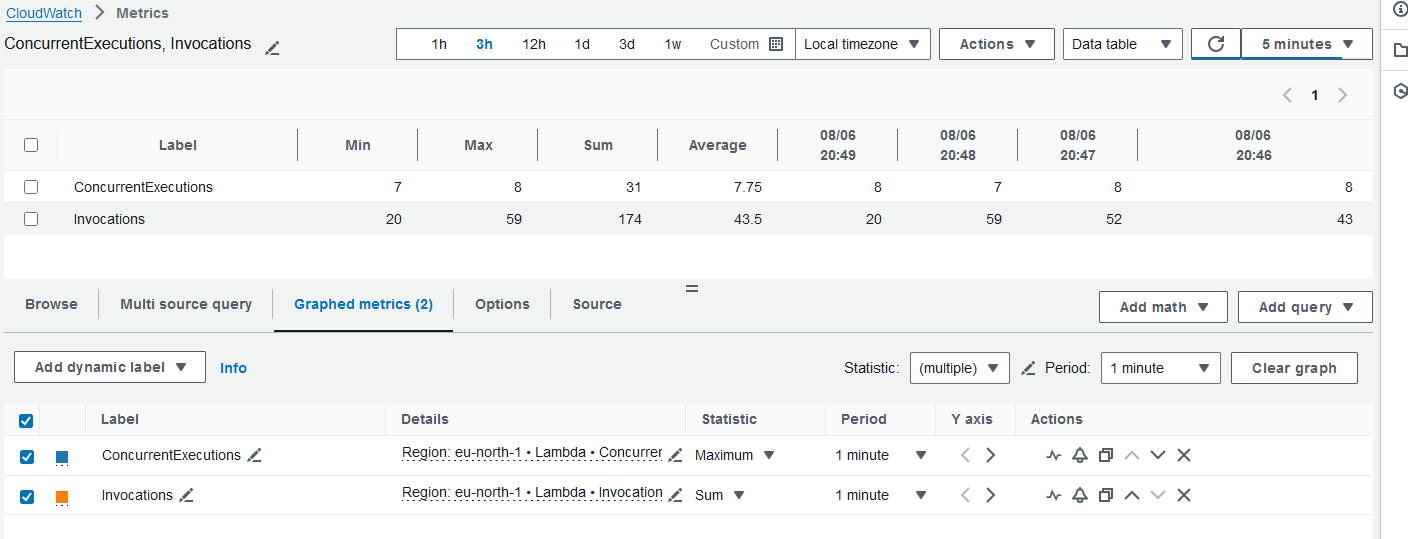 CloudWatch Metrics
ConcurrentExecutions, Invocations 1h 3h 12h 1d 3d 1w Custom Local timezone Actions Data table 5 minutes
1
Label Min Max Sum Average 08/06 20:49 08/06 20:48 08/06 20:47 08/06 20:46
ConcurrentExecutions 7 8 31 7.75 8 7 8 8
Invocations 20 59 174 43.5 20 59 52 43
Browse Multi source query Graphed metrics (2) Options Source Add math Add query
Add dynamic label Info Statistic: (multiple) Period: 1 minute Clear graph
Label Details Statistic Period Y axis Actions
ConcurrentExecutions Region: eu-north-1 • Lambda • Concurrer Maximum 1 minute
Invocations Region: eu-north-1 • Lambda • Invocation Sum 1 minute